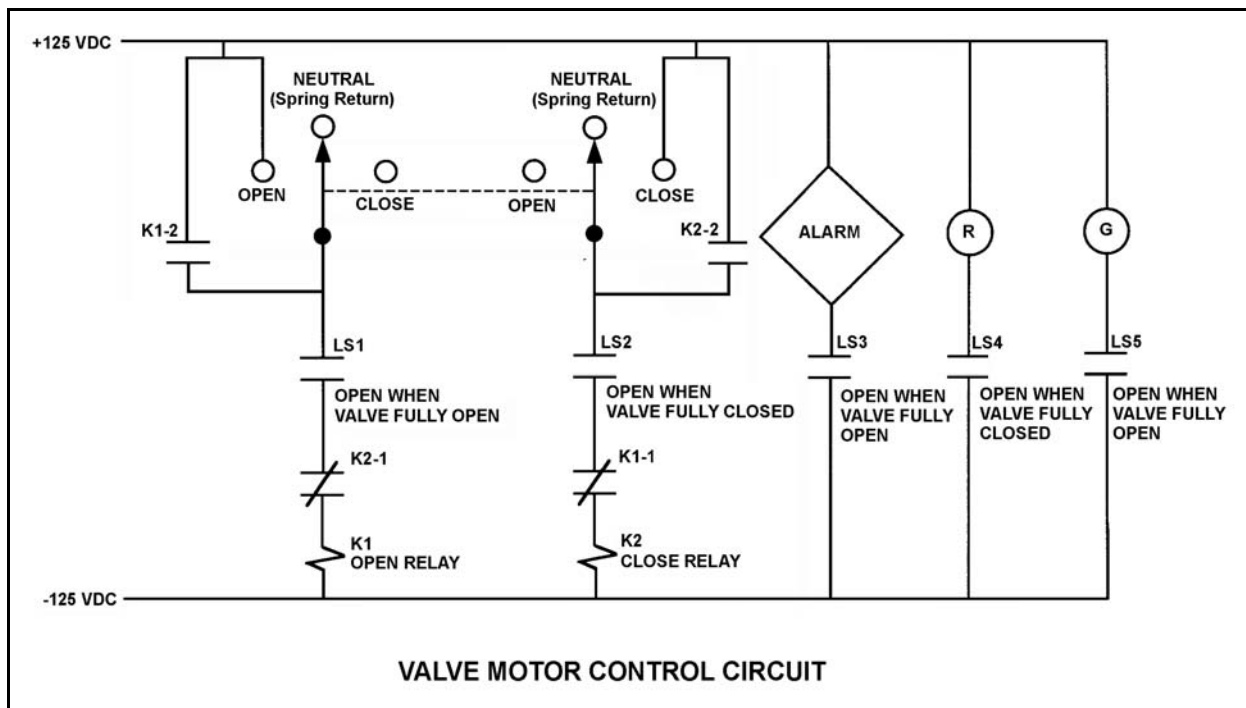 +125 VDC
NEUTRAL
(Spring Return)
NEUTRAL
(Spring Return)
OPEN
CLOSE
OPEN
CLOSE
K1-2
K2-2
ALARM
R
G
LS1
OPEN WHEN
VALVE FULLY OPEN
LS2
OPEN WHEN
VALVE FULLY CLOSED
LS3
OPEN WHEN
VALVE FULLY
OPEN
LS4
OPEN WHEN
VALVE FULLY
CLOSED
LS5
OPEN WHEN
VALVE FULLY
OPEN
K2-1
K1-1
K1
OPEN RELAY
K2
CLOSE RELAY
-125 VDC
VALVE MOTOR CONTROL CIRCUIT